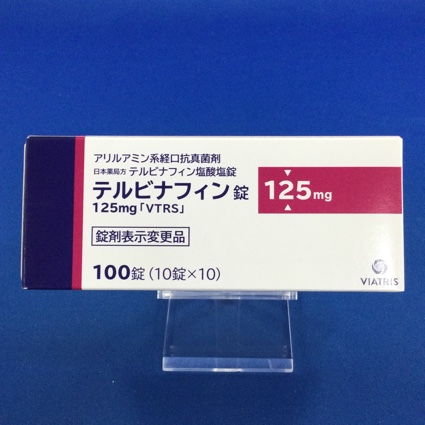 アリルアミン系経口抗真菌剤
日本薬局方 テルビナフィン塩酸塩錠
テルビナフィン錠 125mg
125mg「VTRS」
錠剤表示変更品
100錠 (10錠×10)
VIATRIS